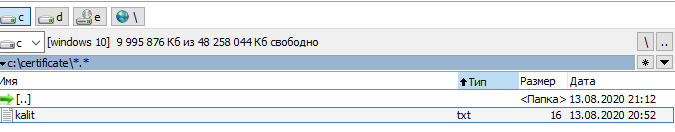 c d e \
c [windows 10] 9 995 876 Кб из 48 258 044 Кб свободно \ ..
c:\certificate\*.* *
Имя Тип Размер Дата
[..] <Папка> 13.08.2020 21:12
kalit txt 16 13.08.2020 20:52